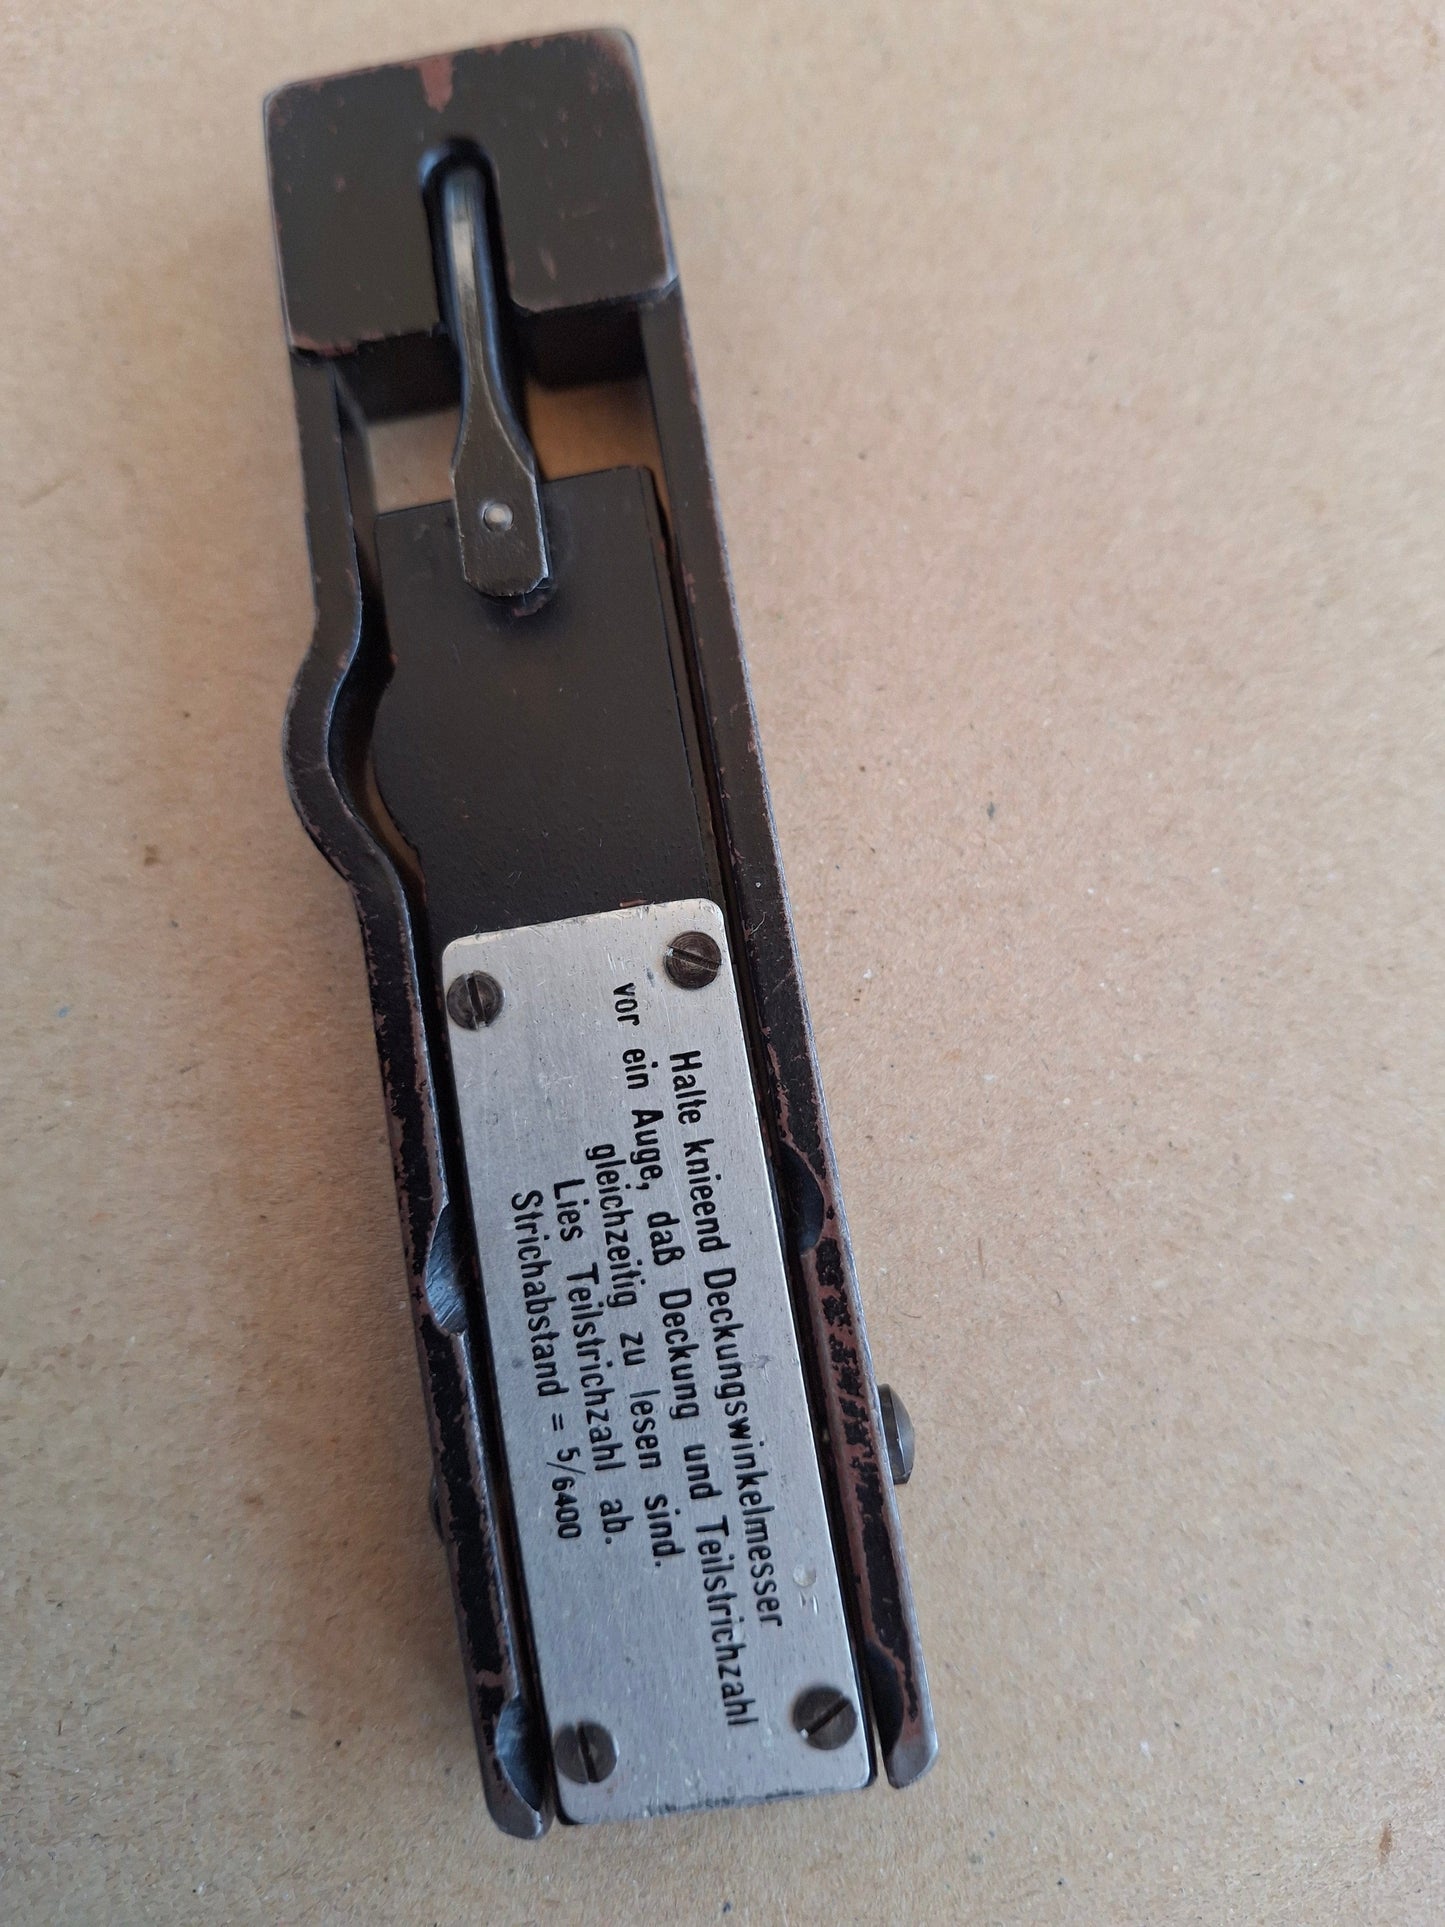 Halte knieend Deckungswinkelmesser
vor ein Auge, daß Deckung und Teilstrichzahl
gleichzeitig zu lesen sind.
Lies Teilstrichzahl ab.
Strichabstand = 5/6400